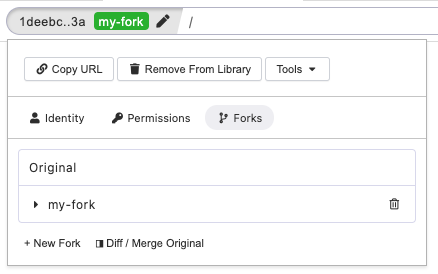 1deebc..3a my-fork /
Copy URL Remove From Library Tools
Identity Permissions Forks
Original
my-fork
+ New Fork Diff / Merge Original